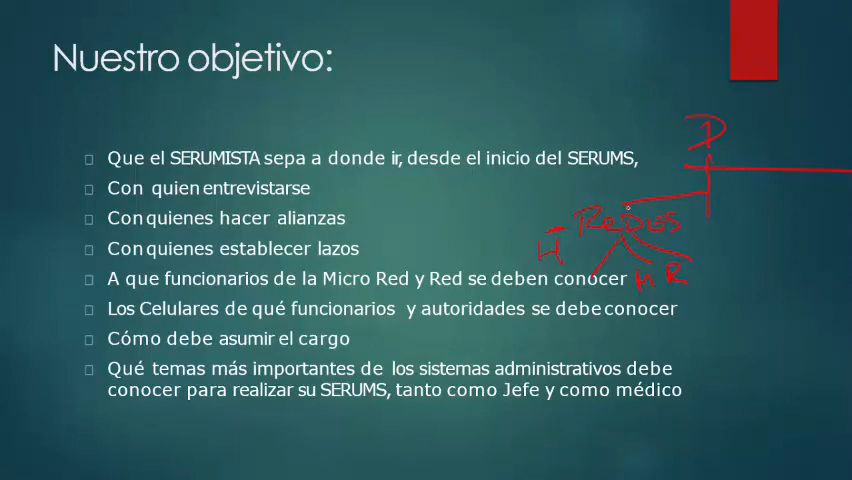 Nuestro objetivo:
Que el SERUMISTA sepa a donde ir, desde el inicio del SERUMS,
Con quien entrevistarse
Con quienes hacer alianzas
Con quienes establecer lazos
A que funcionarios de la Micro Red y Red se deben conocer
Los Celulares de qué funcionarios y autoridades se debe conocer
Cómo debe asumir el cargo
Qué temas más importantes de los sistemas administrativos debe
conocer para realizar su SERUMS, tanto como Jefe y como médico
REDES
H
R